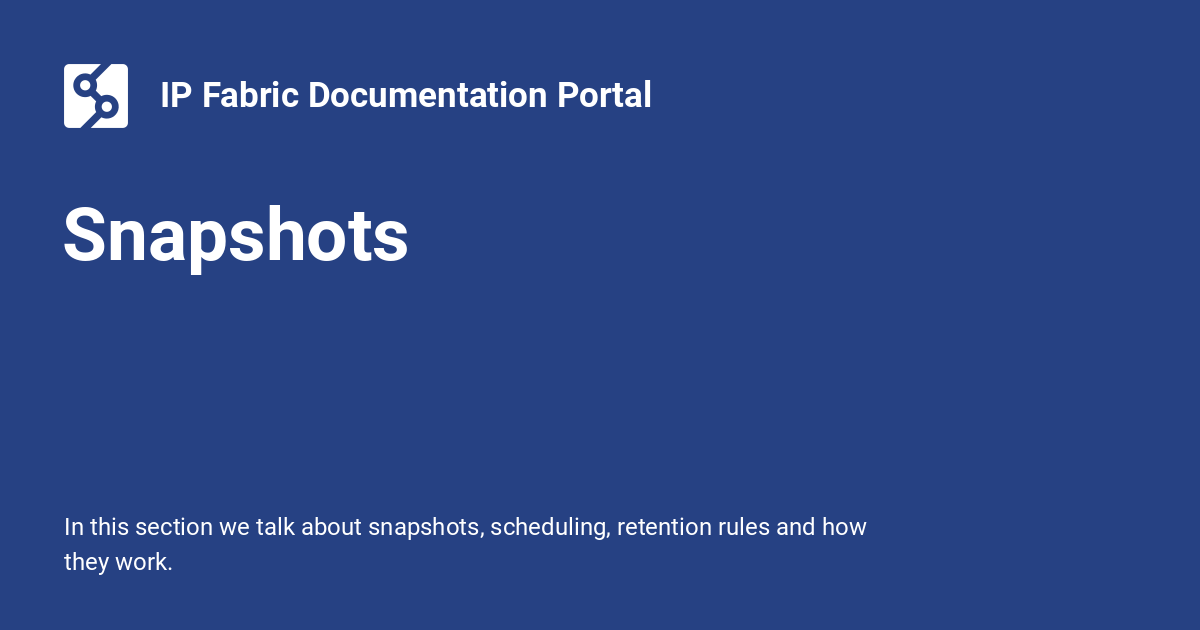 IP Fabric Documentation Portal
Snapshots
In this section we talk about snapshots, scheduling, retention rules and how
they work.